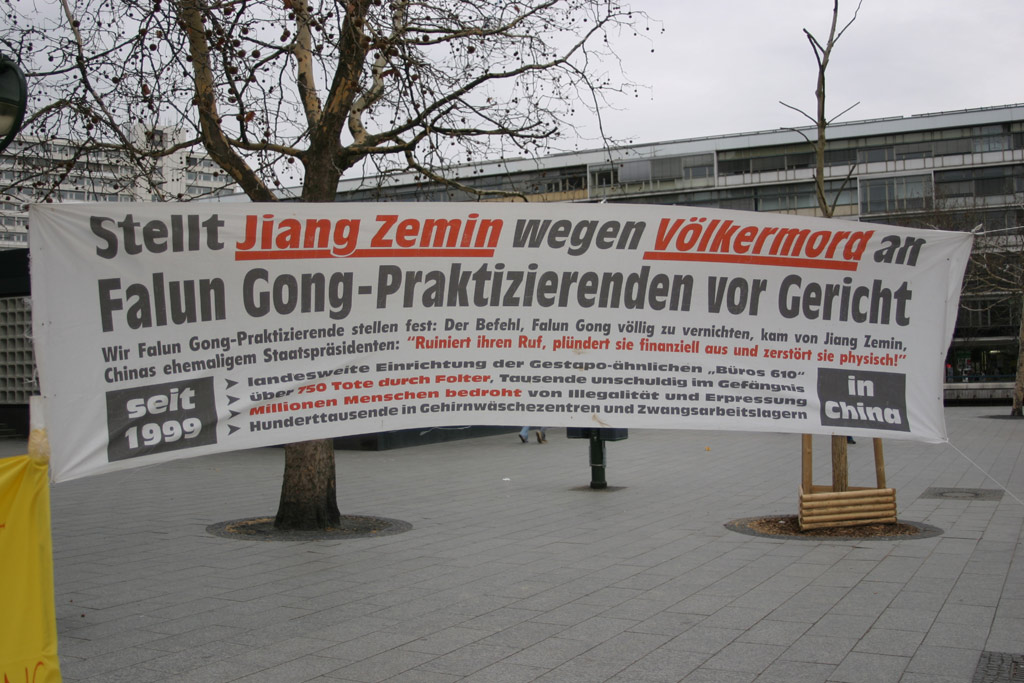 Stellt Jiang Zemin wegen Völkermord an
Falun Gong-Praktizierenden vor Gericht
Wir Falun Gong-Praktizierende stellen fest: Der Befehl, Falun Gong völlig zu vernichten, kam von Jiang Zemin,
Chinas ehemaligem Staatspräsidenten: "Ruiniert ihren Ruf, plündert sie finanziell aus und zerstört sie physisch!"
seit
1999
landesweite Einrichtung der Gestapo-ähnlichen „Büros 610"
über 750 Tote durch Folter, Tausende unschuldig im Gefängnis
Millionen Menschen bedroht von Illegalität und Erpressung
Hunderttausende in Gehirnwäschezentren und Zwangsarbeitslagern
in
China